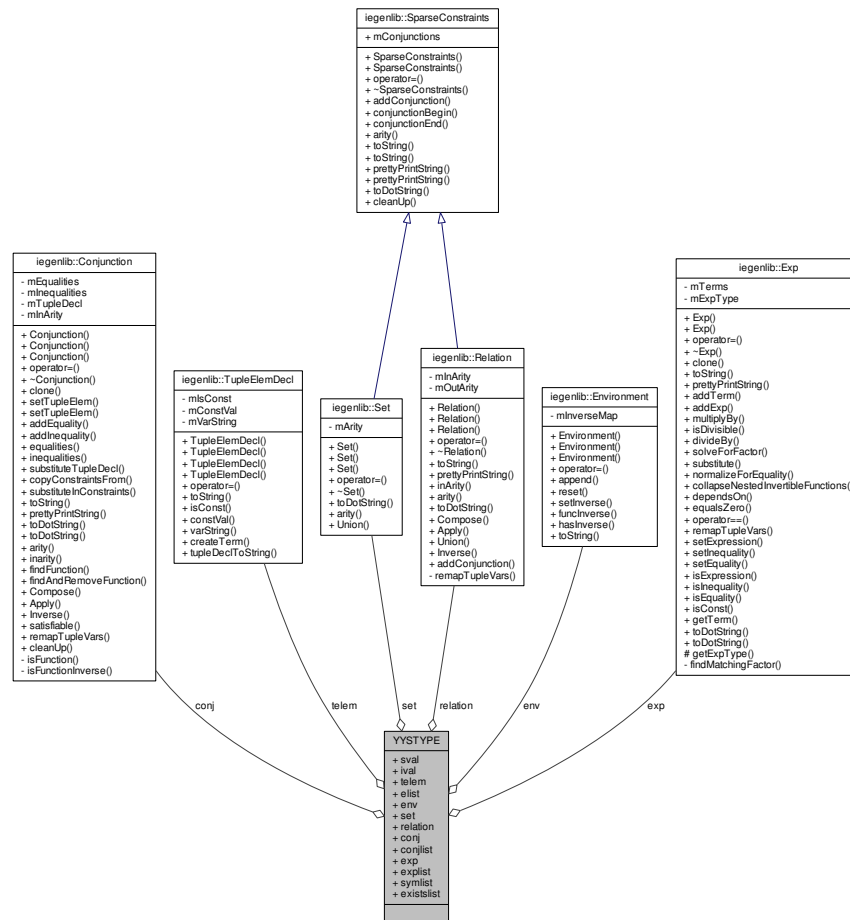 iegenlib::SparseConstraints
+ mConjunctions
+ SparseConstraints()
+ SparseConstraints()
+ operator=()
+ ~SparseConstraints()
+ addConjunction()
+ conjunctionBegin()
+ conjunctionEnd()
+ arity()
+ toString()
+ toString()
+ prettyPrintString()
+ prettyPrintString()
+ toDotString()
+ cleanUp()
iegenlib::Conjunction
- mEqualities
- mInequalities
- mTupleDecl
- mInArity
+ Conjunction()
+ Conjunction()
+ Conjunction()
+ operator=()
+ ~Conjunction()
+ clone()
+ setTupleElem()
+ setTupleElem()
+ addEquality()
+ addInequality()
+ equalities()
+ inequalities()
+ substituteTupleDecl()
+ copyConstraintsFrom()
+ substituteInConstraints()
+ toString()
+ prettyPrintString()
+ toDotString()
+ toDotString()
+ arity()
+ inarity()
+ findFunction()
+ findAndRemoveFunction()
+ Compose()
+ Apply()
+ Inverse()
+ satisfiable()
+ remapTupleVars()
+ cleanUp()
- isFunction()
- isFunctionInverse()
iegenlib::TupleElemDecl
- mIsConst
- mConstVal
- mVarString
+ TupleElemDecl()
+ TupleElemDecl()
+ TupleElemDecl()
+ TupleElemDecl()
+ operator=()
+ toString()
+ isConst()
+ constVal()
+ varString()
+ createTerm()
+ tupleDeclToString()
iegenlib::Set
- mArity
+ Set()
+ Set()
+ Set()
+ operator=()
+ ~Set()
+ toDotString()
+ arity()
+ Union()
iegenlib::Relation
- mInArity
- mOutArity
+ Relation()
+ Relation()
+ Relation()
+ operator=()
+ ~Relation()
+ toString()
+ prettyPrintString()
+ inArity()
+ arity()
+ toDotString()
+ Compose()
+ Apply()
+ Union()
+ Inverse()
+ addConjunction()
- remapTupleVars()
iegenlib::Environment
- mInverseMap
+ Environment()
+ Environment()
+ Environment()
+ operator=()
+ append()
+ reset()
+ setInverse()
+ funcInverse()
+ hasInverse()
+ toString()
iegenlib::Exp
- mTerms
- mExpType
+ Exp()
+ Exp()
+ operator=()
+ ~Exp()
+ clone()
+ toString()
+ prettyPrintString()
+ addTerm()
+ addExp()
+ multiplyBy()
+ isDivisible()
+ divideBy()
+ solveForFactor()
+ substitute()
+ normalizeForEquality()
+ collapseNestedInvertibleFunctions()
+ dependsOn()
+ equalsZero()
+ operator==()
+ remapTupleVars()
+ setExpression()
+ setInequality()
+ setEquality()
+ isExpression()
+ isInequality()
+ isEquality()
+ isConst()
+ getTerm()
+ toDotString()
+ toDotString()
# getExpType()
- findMatchingFactor()
conj
telem
set
relation
env
exp
YYSTYPE
+ sval
+ ival
+ telem
+ elist
+ env
+ set
+ relation
+ conj
+ conjlist
+ exp
+ explist
+ symlist
+ existslist